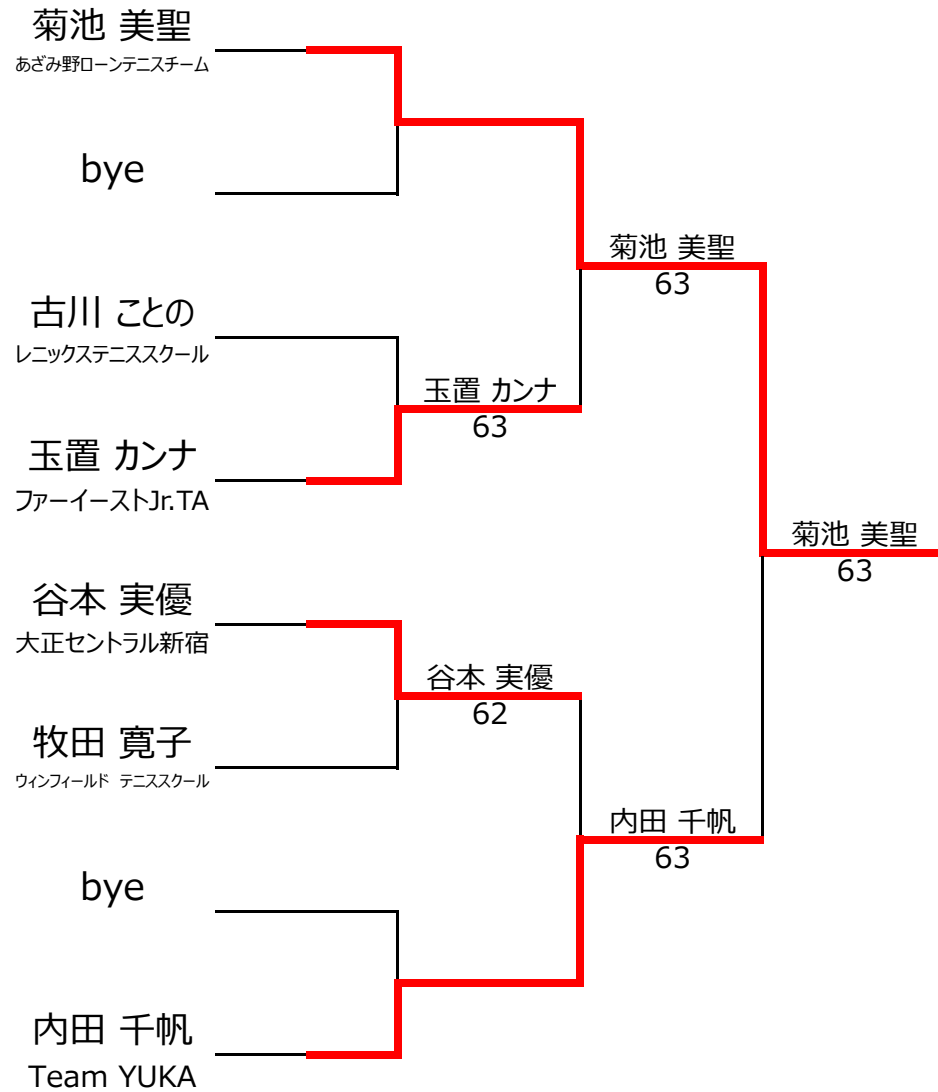 菊池 美聖
あざみ野ローンテニスチーム
bye
古川 ことの
レニックステニススクール
玉置 カンナ
ファーイーストJr.TA
谷本 実優
大正セントラル新宿
牧田 寛子
ウィンフィールド テニススクール
bye
内田 千帆
Team YUKA
玉置 カンナ
63
谷本 実優
62
菊池 美聖
63
内田 千帆
63
菊池 美聖
63